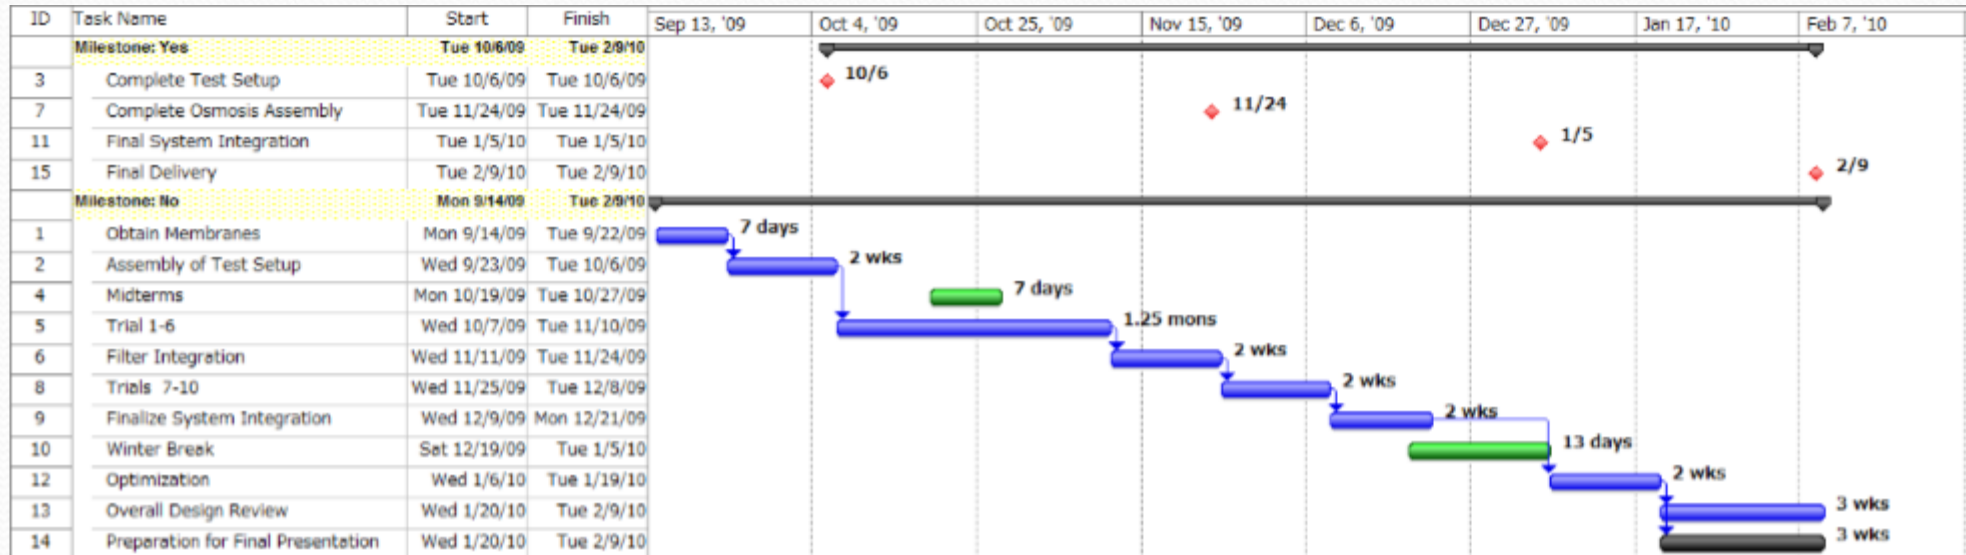 ID Task Name Start Finish Sep 13, '09 Oct 4, '09 Oct 25, '09 Nov 15, '09 Dec 6, '09 Dec 27, '09 Jan 17, '10 Feb 7, '10
Milestone: Yes Tue 10/6/09 Tue 2/9/10
3 Complete Test Setup Tue 10/6/09 Tue 10/6/09 10/6
7 Complete Osmosis Assembly Tue 11/24/09 Tue 11/24/09 11/24
11 Final System Integration Tue 1/5/10 Tue 1/5/10 1/5
15 Final Delivery Tue 2/9/10 Tue 2/9/10 2/9
Milestone: No Mon 9/14/09 Tue 2/9/10
1 Obtain Membranes Mon 9/14/09 Tue 9/22/09 7 days
2 Assembly of Test Setup Wed 9/23/09 Tue 10/6/09 2 wks
4 Midterms Mon 10/19/09 Tue 10/27/09 7 days
5 Trial 1-6 Wed 10/7/09 Tue 11/10/09 1.25 mons
6 Filter Integration Wed 11/11/09 Tue 11/24/09 2 wks
8 Trials 7-10 Wed 11/25/09 Tue 12/8/09 2 wks
9 Finalize System Integration Wed 12/9/09 Mon 12/21/09 2 wks
10 Winter Break Sat 12/19/09 Tue 1/5/10 13 days
12 Optimization Wed 1/6/10 Tue 1/19/10 2 wks
13 Overall Design Review Wed 1/20/10 Tue 2/9/10 3 wks
14 Preparation for Final Presentation Wed 1/20/10 Tue 2/9/10 3 wks